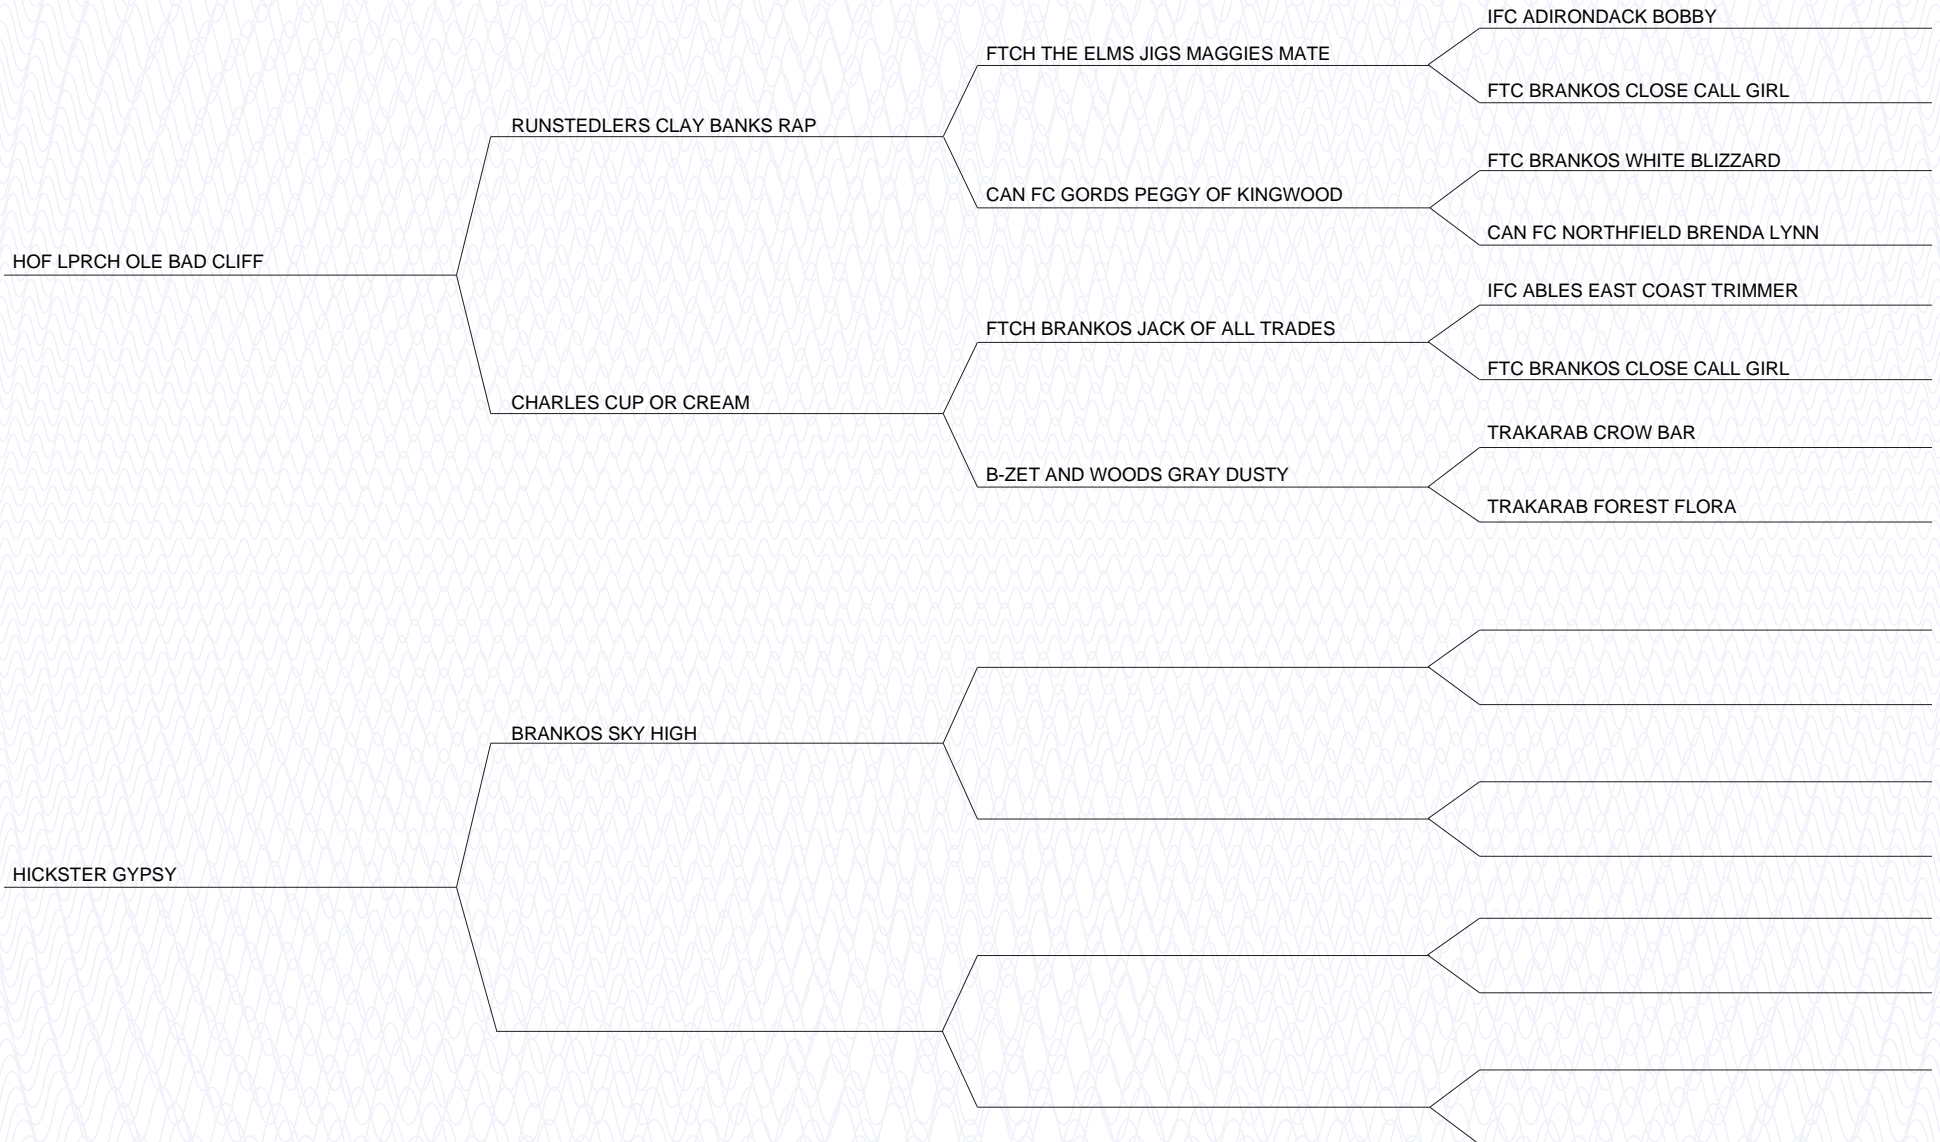 IFC ADIRONDACK BOBBY
FTCH THE ELMS JIGS MAGGIES MATE
FTC BRANKOS CLOSE CALL GIRL
RUNSTEDLERS CLAY BANKS RAP
FTC BRANKOS WHITE BLIZZARD
CAN FC GORDS PEGGY OF KINGWOOD
CAN FC NORTHFIELD BRENDA LYNN
HOF LPRCH OLE BAD CLIFF
IFC ABLES EAST COAST TRIMMER
FTCH BRANKOS JACK OF ALL TRADES
FTC BRANKOS CLOSE CALL GIRL
CHARLES CUP OR CREAM
TRAKARAB CROW BAR
B-ZET AND WOODS GRAY DUSTY
TRAKARAB FOREST FLORA
BRANKOS SKY HIGH
HICKSTER GYPSY